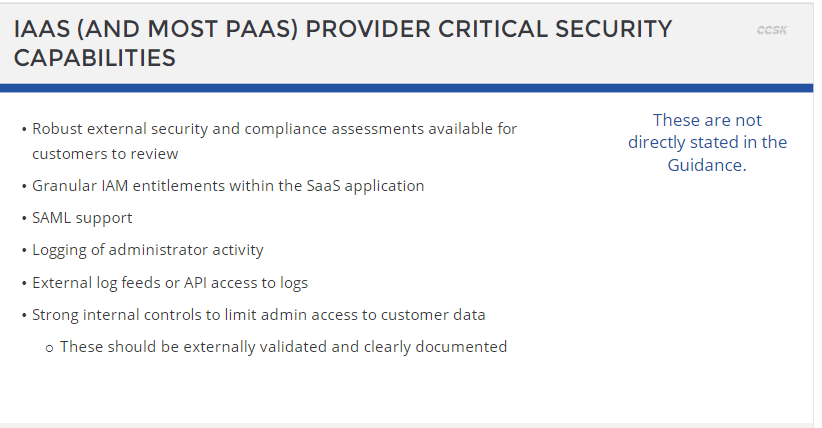 IAAS (AND MOST PAAS) PROVIDER CRITICAL SECURITY
CAPABILITIES
CCSK
• Robust external security and compliance assessments available for
customers to review
• Granular IAM entitlements within the SaaS application
• SAML support
• Logging of administrator activity
• External log feeds or API access to logs
• Strong internal controls to limit admin access to customer data
o These should be externally validated and clearly documented
These are not
directly stated in the
Guidance.